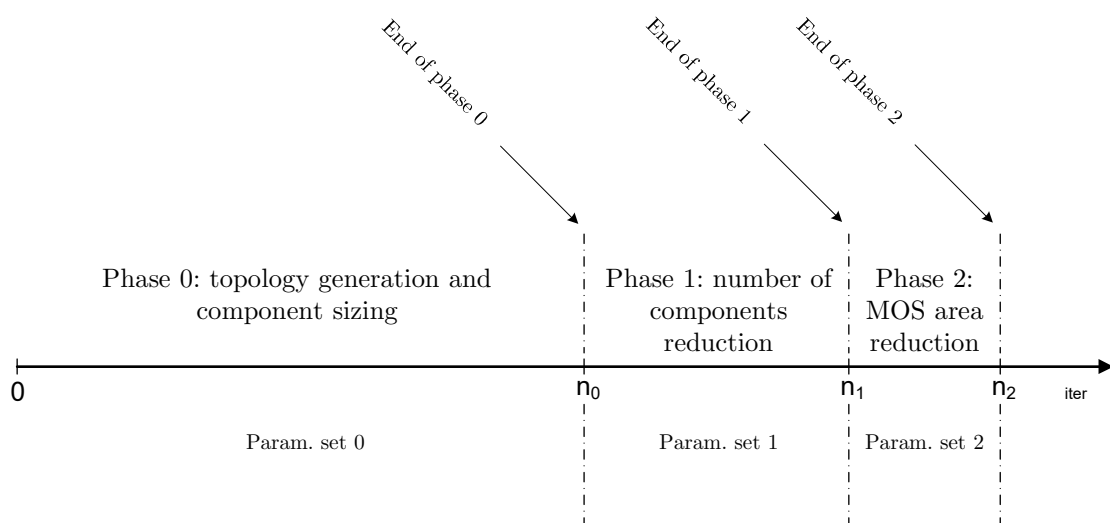 End of phase 0
End of phase 1
End of phase 2
Phase 0: topology generation and
component sizing
Phase 1: number of
components
reduction
Phase 2:
MOS area
reduction
0
n0
n1
n2
iter
Param. set 0
Param. set 1
Param. set 2